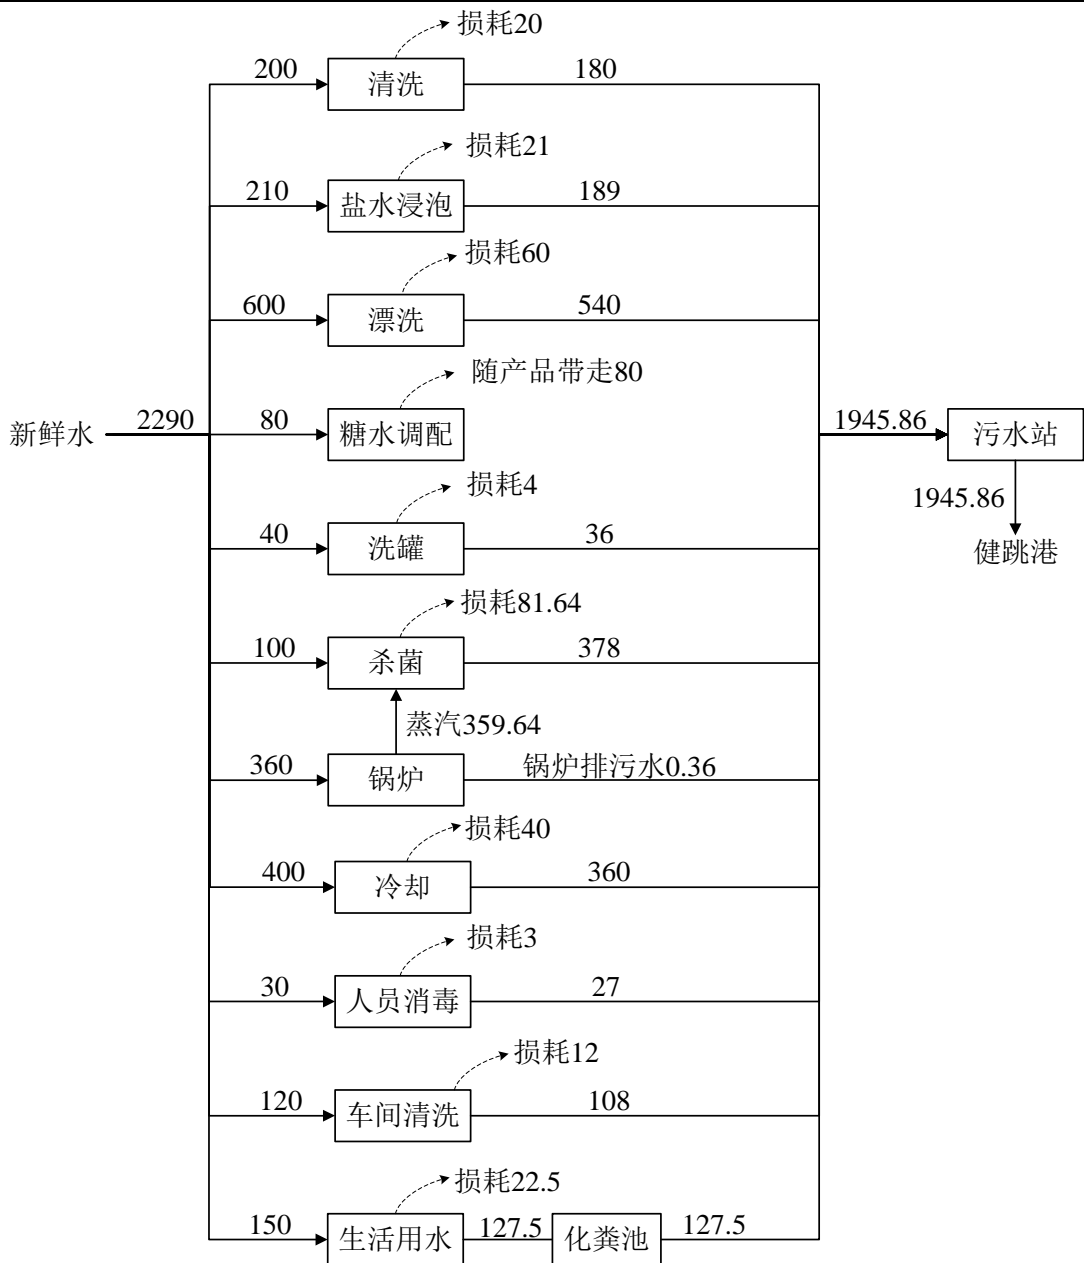 损耗20
200
清洗
180
损耗21
210
盐水浸泡
189
损耗60
600
漂洗
540
随产品带走80
新鲜水
2290
80
糖水调配
1945.86
污水站
1945.86
健跳港
损耗4
40
洗罐
36
损耗81.64
100
杀菌
378
蒸汽359.64
360
锅炉
锅炉排污水0.36
损耗40
400
冷却
360
损耗3
30
人员消毒
27
损耗12
120
车间清洗
108
损耗22.5
150
生活用水
127.5
化粪池
127.5